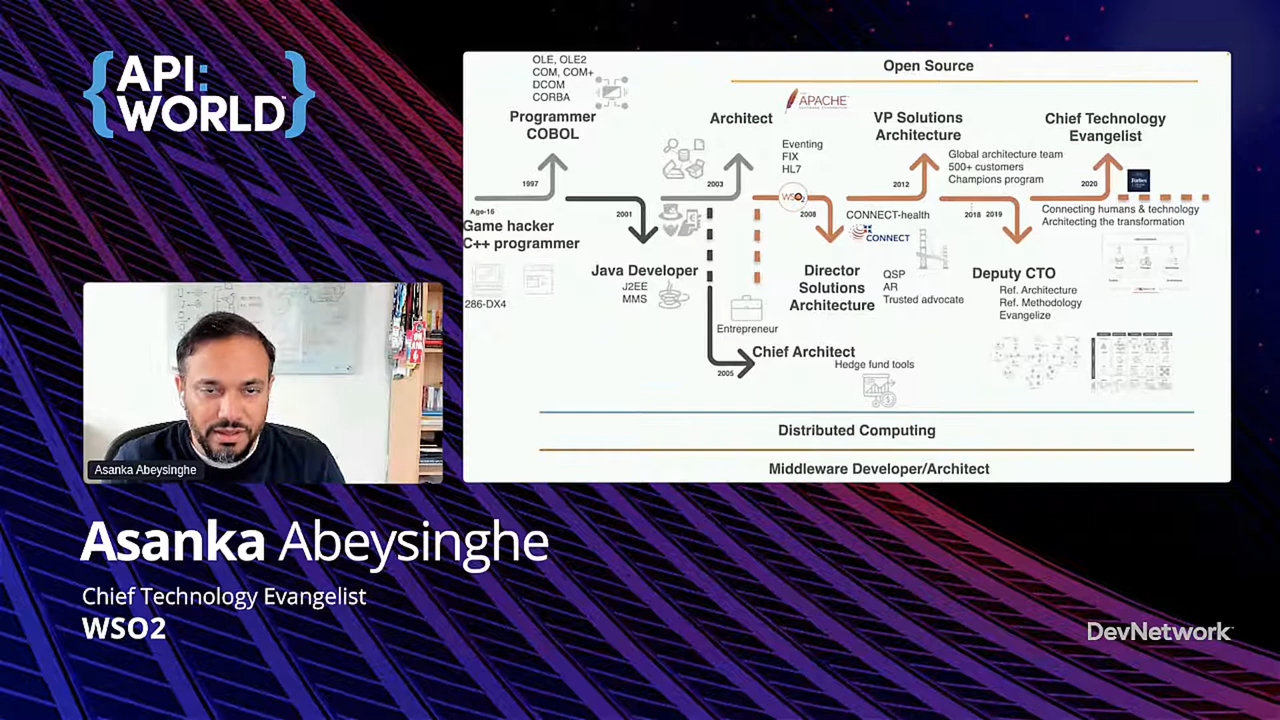 {API:
WORLD}
Open Source
OLE, OLE2
COM, COM+
DCOM
CORBA
Programmer
COBOL
1997
Age-16
Game hacker
C++ programmer
286-DX4
2001
Java Developer
J2EE
MMS
Architect
2003
APACHE
Eventing
FIX
HL7
WSO2
2008
Entrepreneur
Chief Architect
2005
Hedge fund tools
Director
Solutions
Architecture
VP Solutions
Architecture
2012
Global architecture team
500+ customers
Champions program
CONNECT-health
CONNECT
QSP
AR
Trusted advocate
2018 2019
Deputy CTO
Ref. Architecture
Ref. Methodology
Evangelize
Chief Technology
Evangelist
2020
Forbes
Connecting humans & technology
Architecting the transformation
Distributed Computing
Middleware Developer/Architect
Asanka Abeysinghe
Asanka Abeysinghe
Chief Technology Evangelist
WSO2
DevNetwork